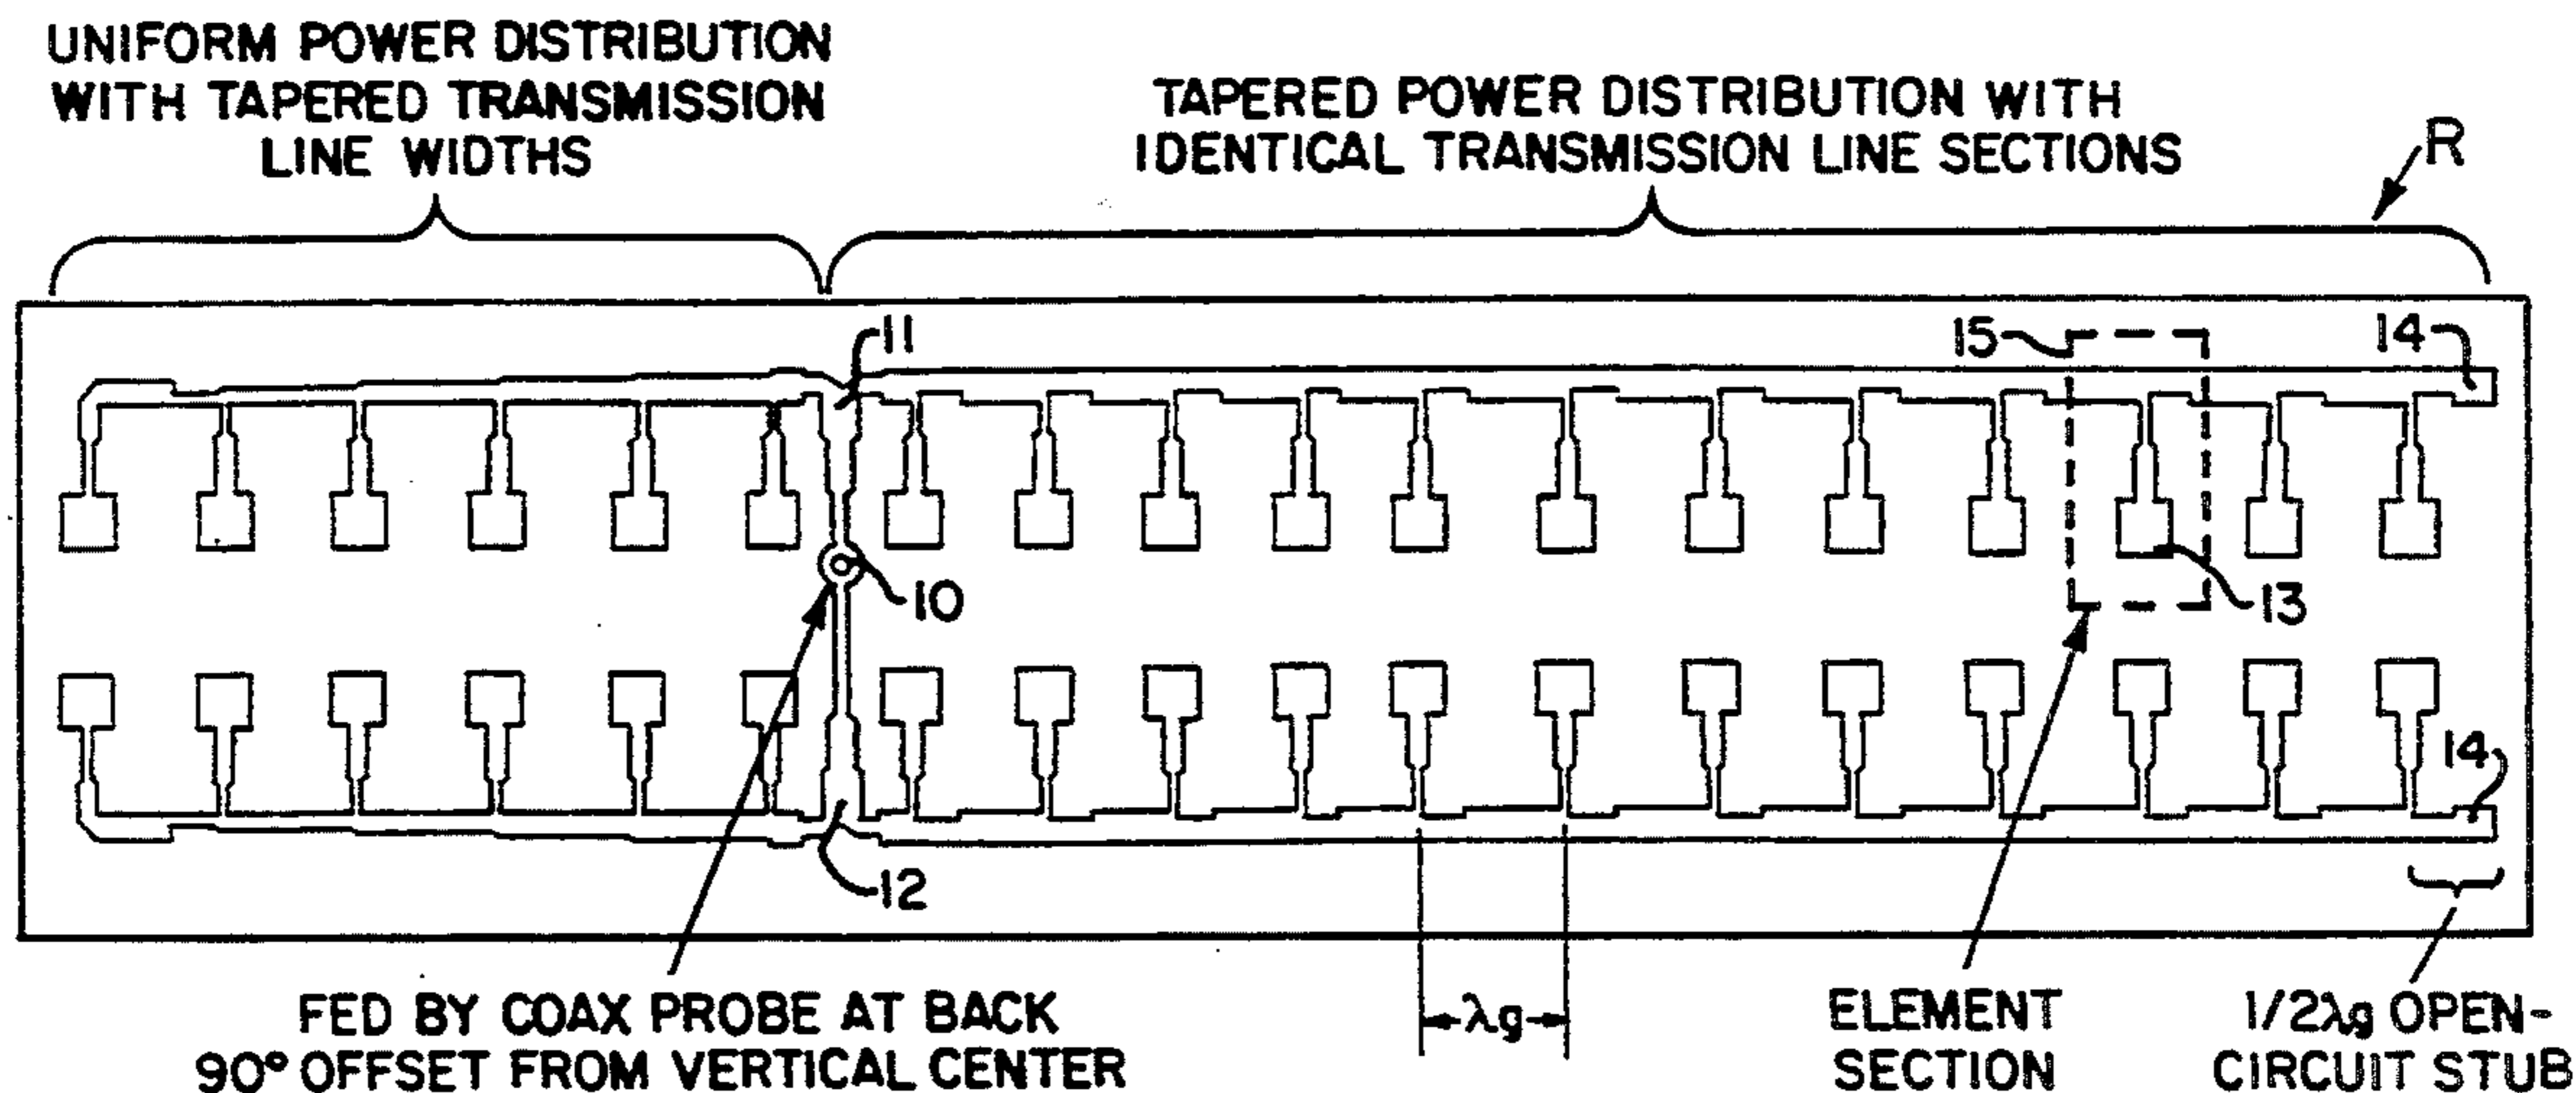 UNIFORM POWER DISTRIBUTION
WITH TAPERED TRANSMISSION
LINE WIDTHS
TAPERED POWER DISTRIBUTION WITH
IDENTICAL TRANSMISSION LINE SECTIONS
R
11
15
14
10
13
14
12
FED BY COAX PROBE AT BACK
90° OFFSET FROM VERTICAL CENTER
λg
ELEMENT
SECTION
1/2λg OPEN-
CIRCUIT STUB